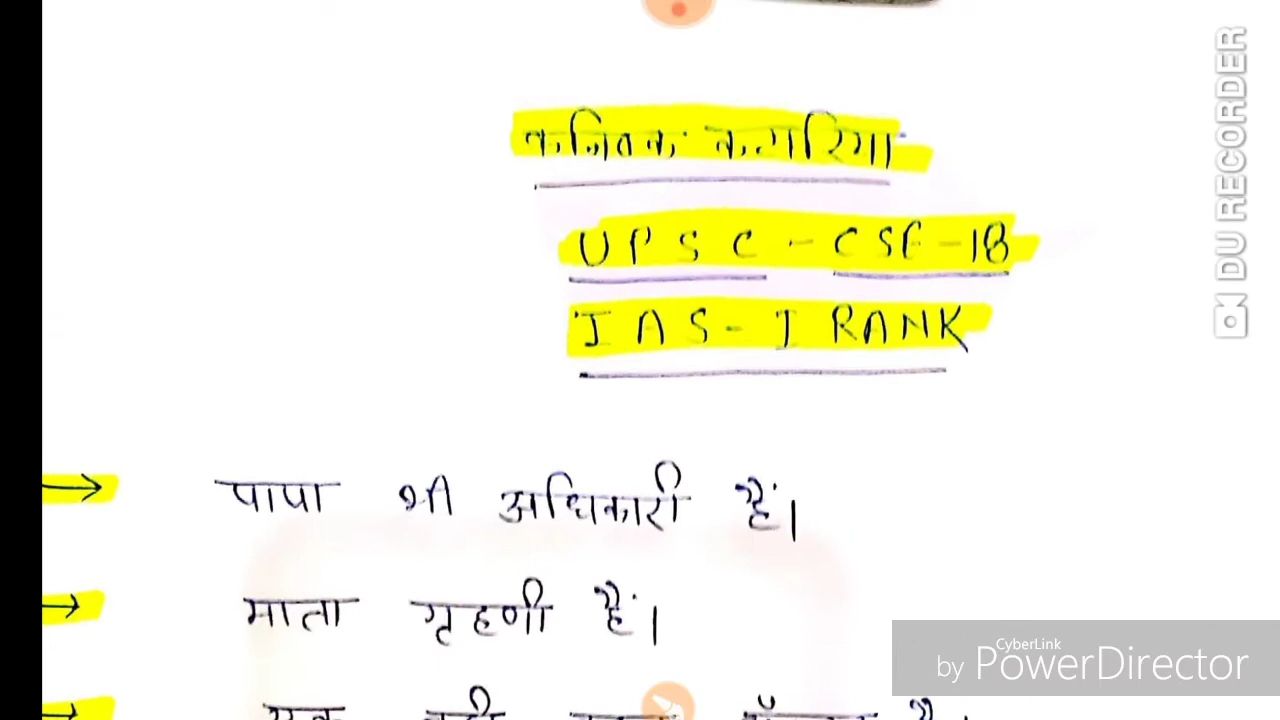 कनिष्क कटारिया
UPSC - CSE - 18
IAS - I RANK
→ पापा भी अधिकारी हैं।
→ माता गृहणी हैं।
DU RECORDER
CyberLink
by PowerDirector